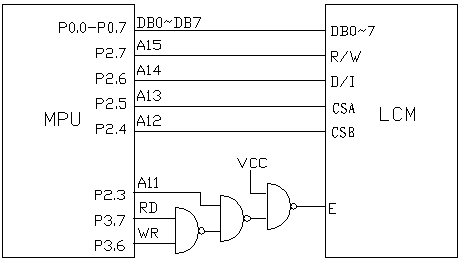 P0.0-P0.7 DB0~DB7 DB0~7
P2.7 A15 R/W
P2.6 A14 D/I
P2.5 A13 CSA
MPU LCM
P2.4 A12 CSB
VCC
P2.3 A11
P3.7 RD E
P3.6 WR